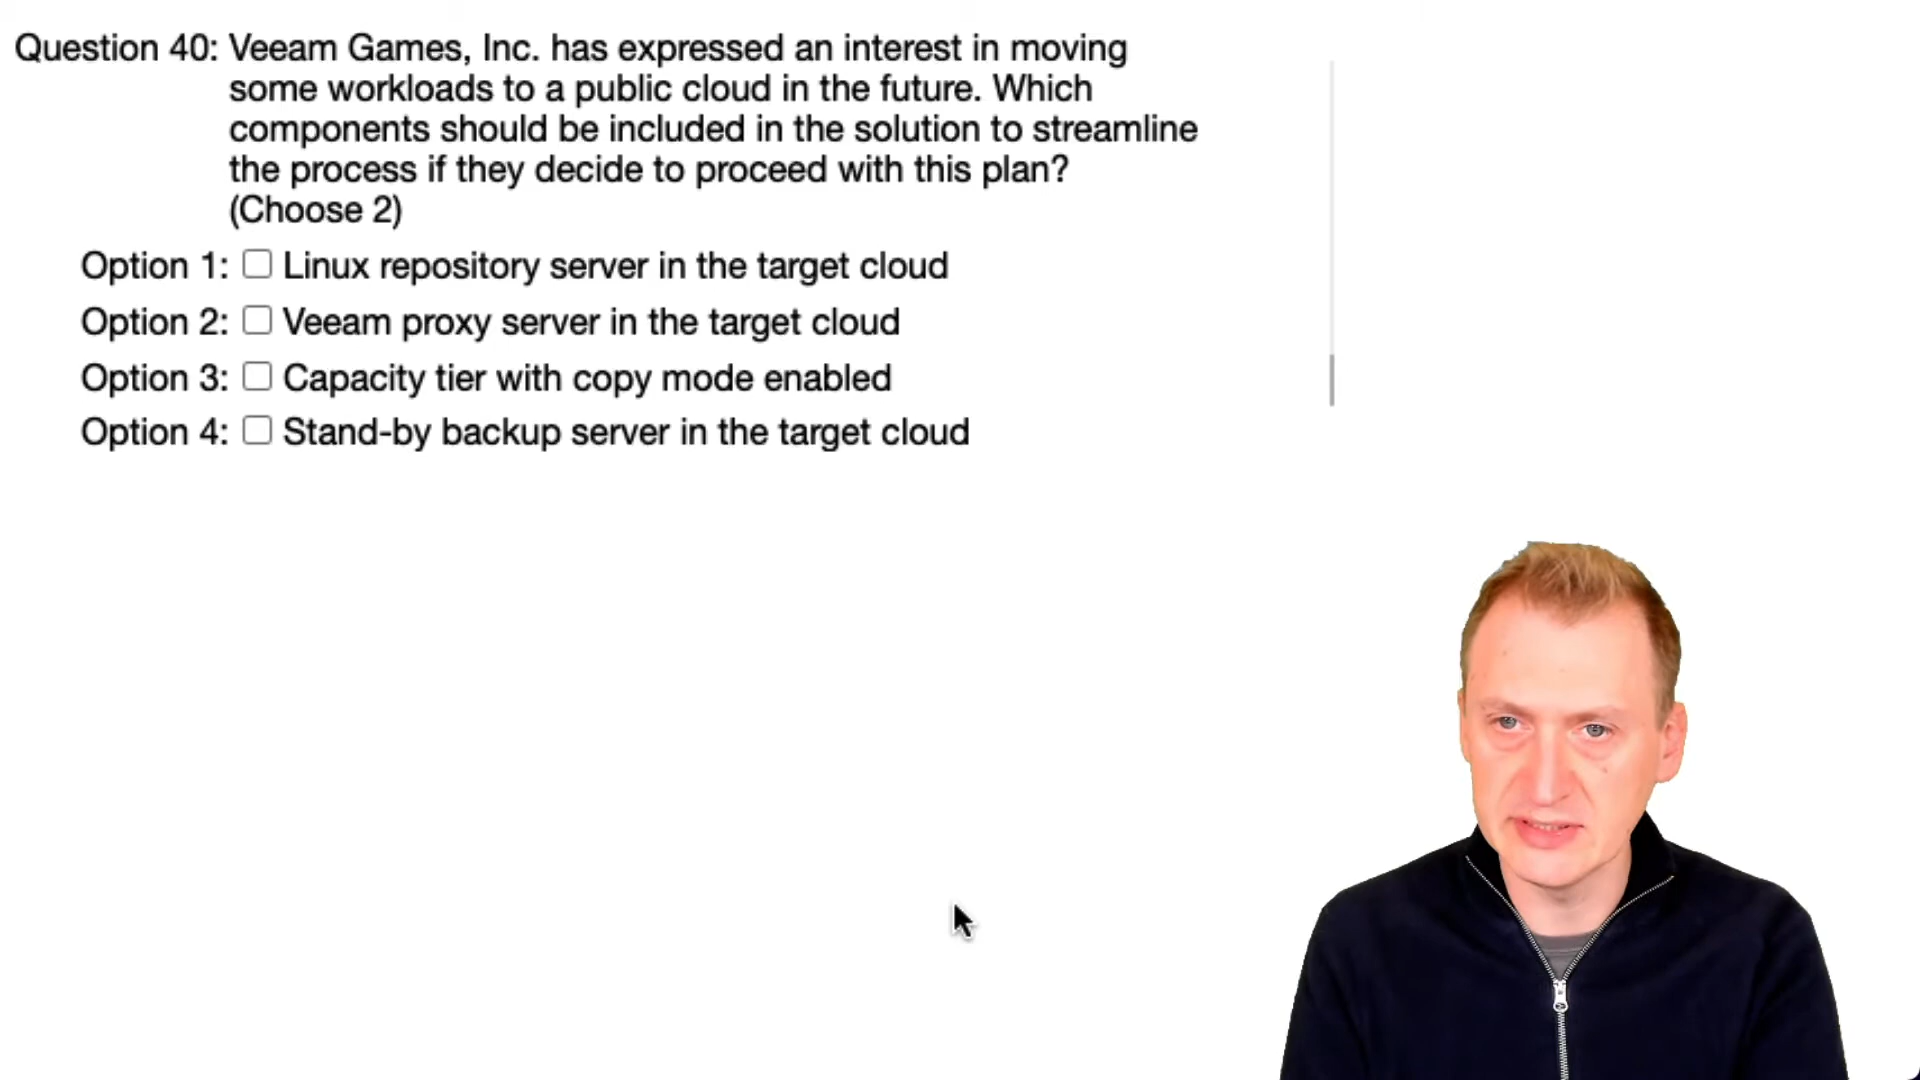 Question 40: Veeam Games, Inc. has expressed an interest in moving
some workloads to a public cloud in the future. Which
components should be included in the solution to streamline
the process if they decide to proceed with this plan?
(Choose 2)
Option 1: Linux repository server in the target cloud
Option 2: Veeam proxy server in the target cloud
Option 3: Capacity tier with copy mode enabled
Option 4: Stand-by backup server in the target cloud